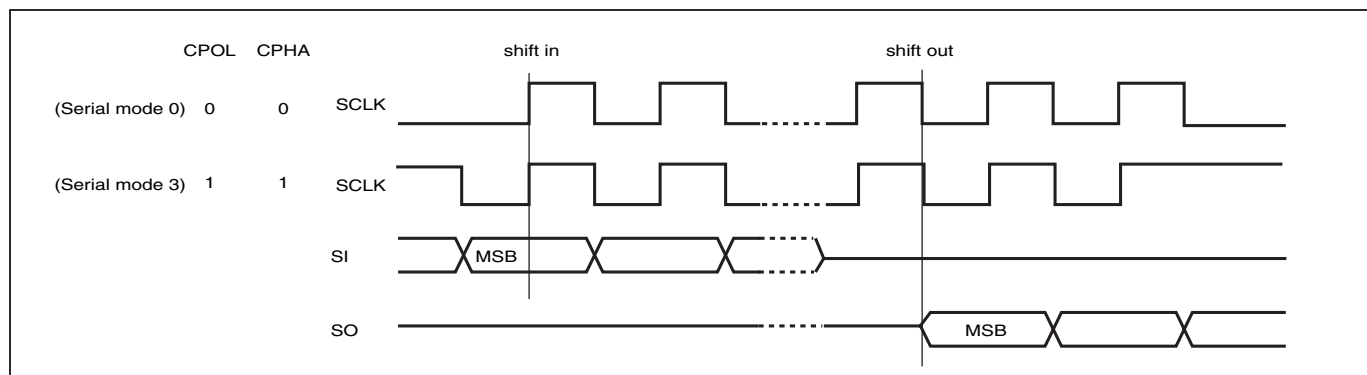 CPOL CPHA shift in shift out
(Serial mode 0) 0 0 SCLK
(Serial mode 3) 1 1 SCLK
SI MSB
SO MSB